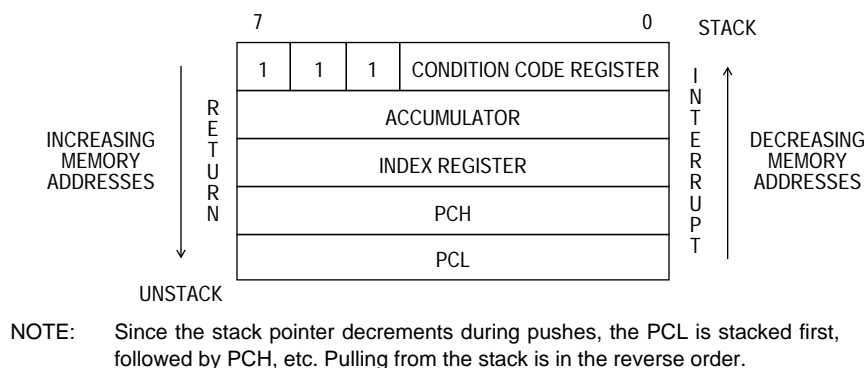 7 0 STACK
1 1 1 CONDITION CODE REGISTER
ACCUMULATOR
INDEX REGISTER
PCH
PCL
INCREASING
MEMORY
ADDRESSES
RETURN
INTERRUPT
DECREASING
MEMORY
ADDRESSES
UNSTACK
NOTE: Since the stack pointer decrements during pushes, the PCL is stacked first,
followed by PCH, etc. Pulling from the stack is in the reverse order.